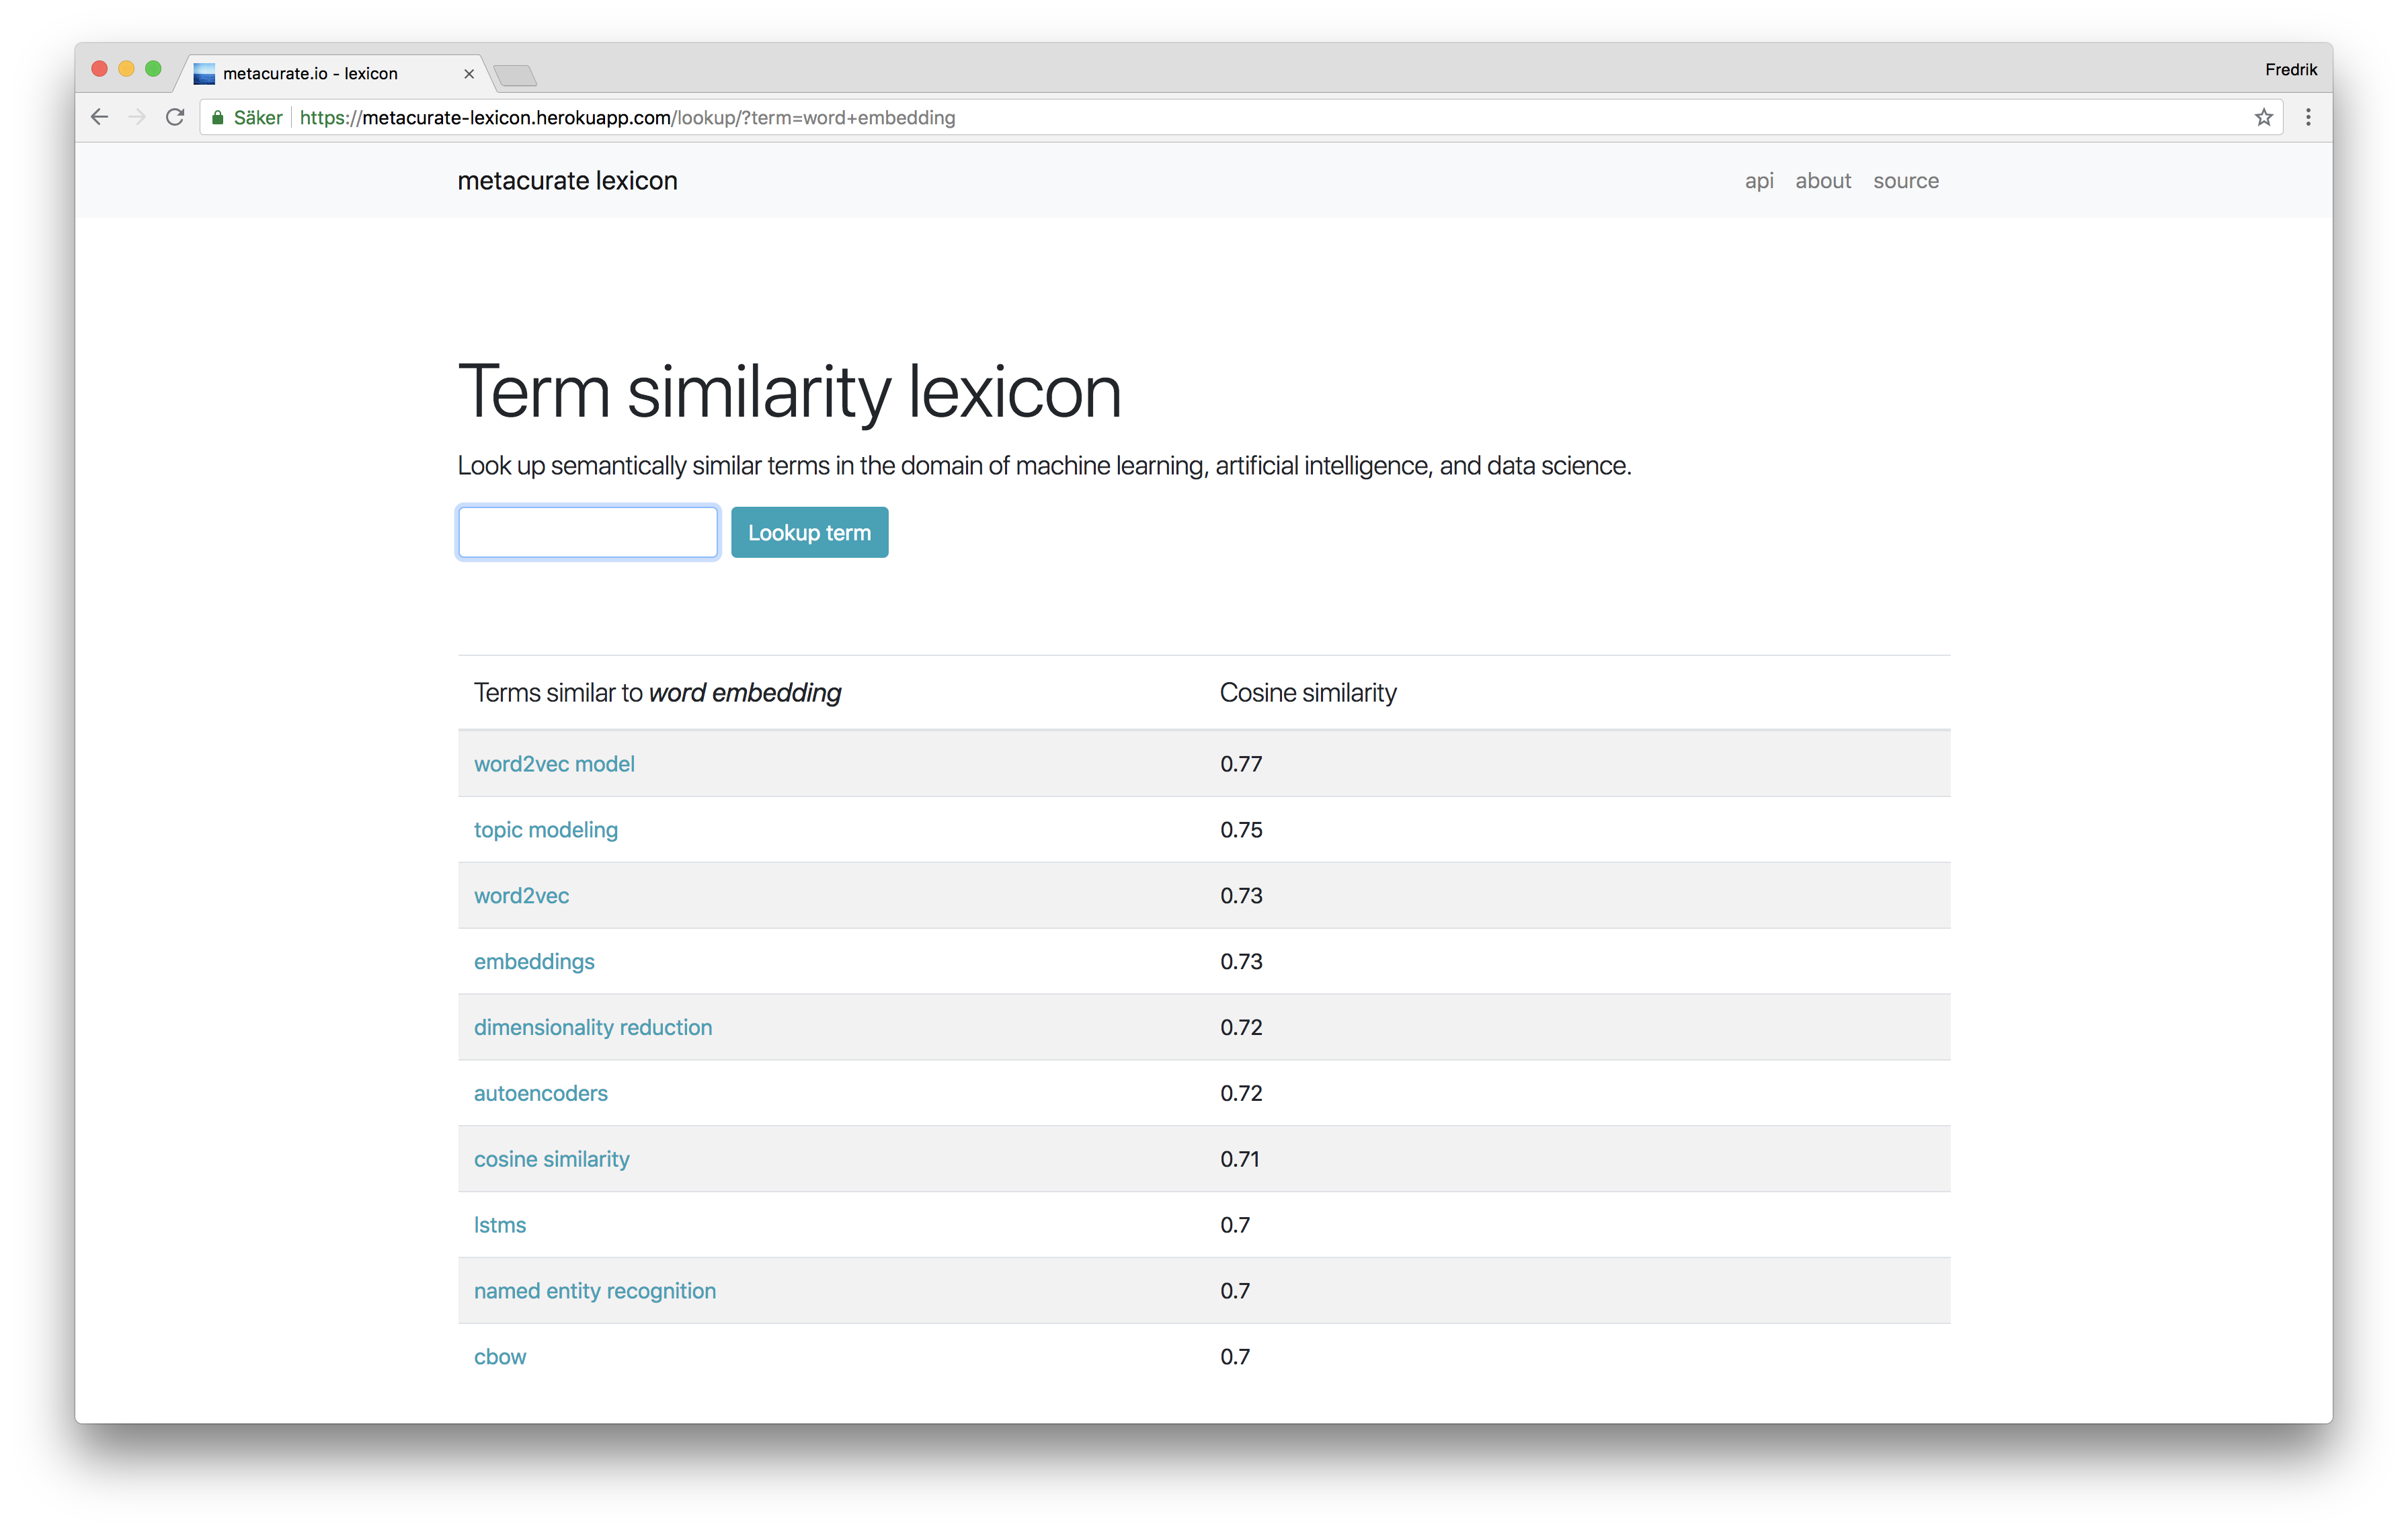 metacurate.io - lexicon
Fredrik
Säker https://metacurate-lexicon.herokuapp.com/lookup/?term=word+embedding
metacurate lexicon api about source
Term similarity lexicon
Look up semantically similar terms in the domain of machine learning, artificial intelligence, and data science.
Lookup term
Terms similar to word embedding Cosine similarity
word2vec model 0.77
topic modeling 0.75
word2vec 0.73
embeddings 0.73
dimensionality reduction 0.72
autoencoders 0.72
cosine similarity 0.71
lstms 0.7
named entity recognition 0.7
cbow 0.7